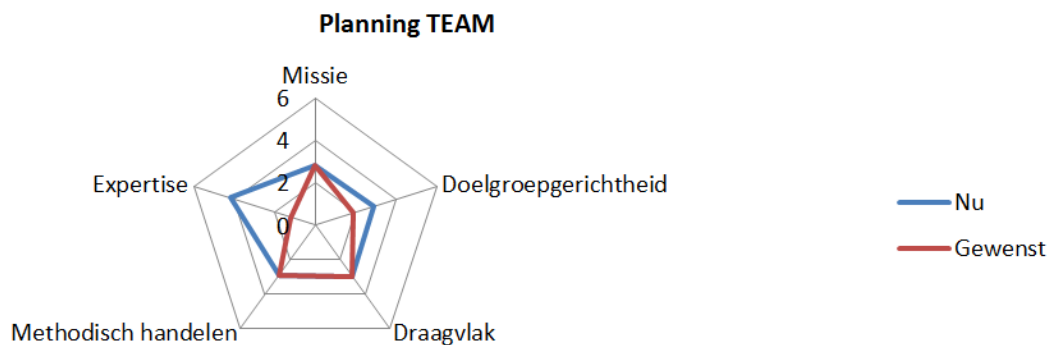 Planning TEAM
Missie
6
4
2
0
Expertise
Doelgroepgerichtheid
Methodisch handelen
Draagvlak
Nu
Gewenst